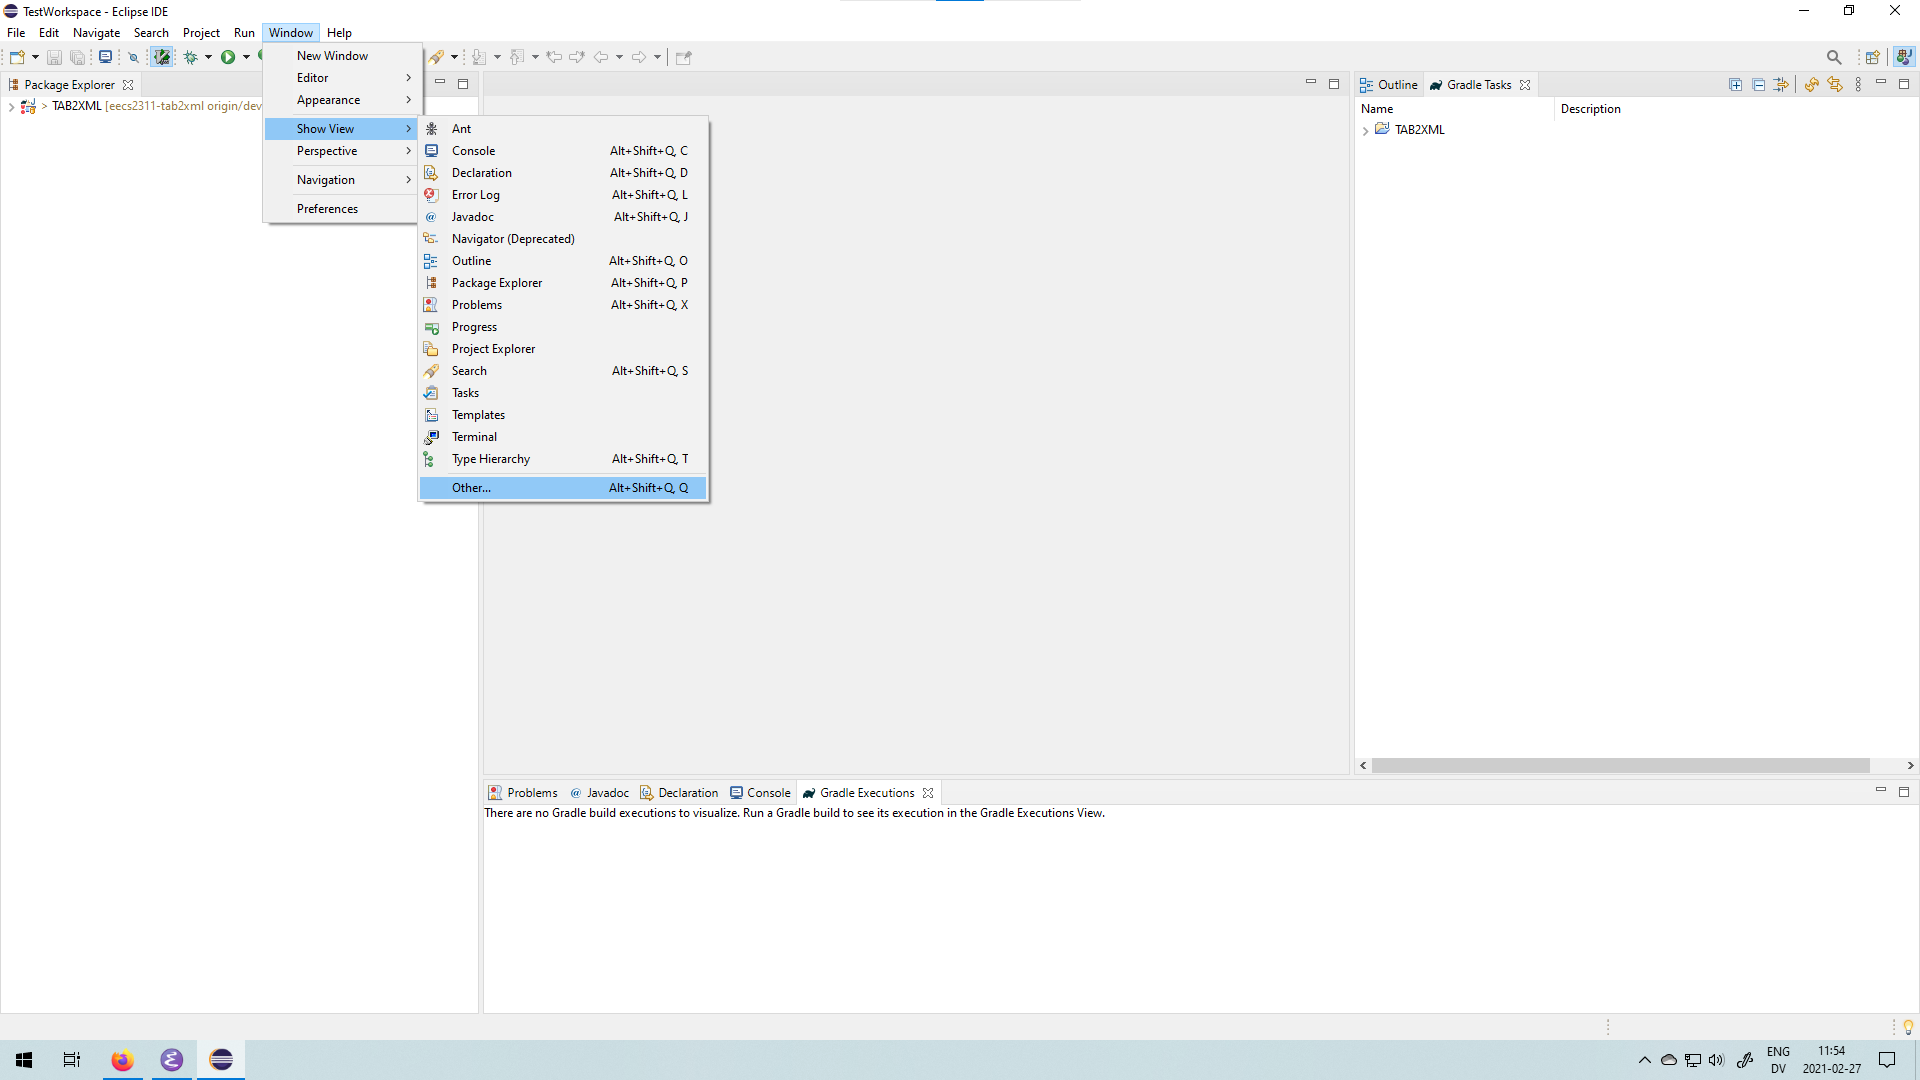 TestWorkspace - Eclipse IDE
File Edit Navigate Search Project Run Window Help
Package Explorer
> TAB2XML [eecs2311-tab2xml origin/dev
New Window
Editor
Appearance
Show View
Perspective
Navigation
Preferences
Ant
Console Alt+Shift+Q, C
Declaration Alt+Shift+Q, D
Error Log Alt+Shift+Q, L
Javadoc Alt+Shift+Q, J
Navigator (Deprecated)
Outline Alt+Shift+Q, O
Package Explorer Alt+Shift+Q, P
Problems Alt+Shift+Q, X
Progress
Project Explorer
Search Alt+Shift+Q, S
Tasks
Templates
Terminal
Type Hierarchy Alt+Shift+Q, T
Other... Alt+Shift+Q, Q
Outline Gradle Tasks
Name Description
TAB2XML
Problems Javadoc Declaration Console Gradle Executions
There are no Gradle build executions to visualize. Run a Gradle build to see its execution in the Gradle Executions View.
ENG 11:54
DV 2021-02-27